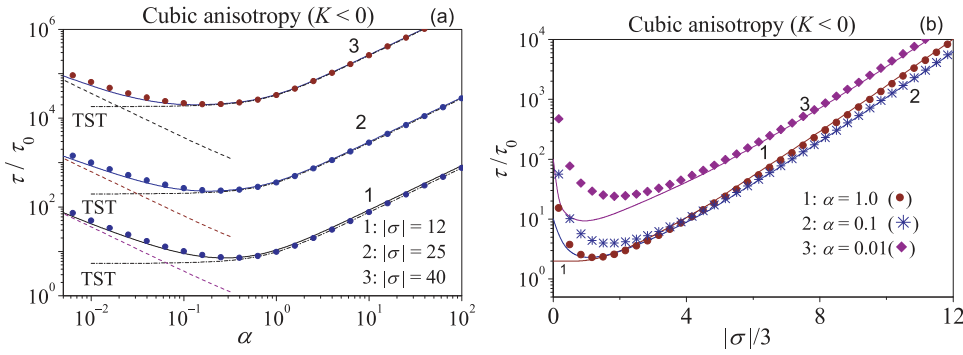 Cubic anisotropy (K < 0) (a)
10^6
10^4
10^2
10^0
τ / τ_0
3
2
1
TST
TST
TST
1: |σ| = 12
2: |σ| = 25
3: |σ| = 40
10^-2 10^-1 10^0 10^1 10^2
α
Cubic anisotropy (K < 0) (b)
10^4
10^3
10^2
10^1
10^0
τ / τ_0
3
1
2
1
1: α = 1.0 (●)
2: α = 0.1 (✳)
3: α = 0.01(◆)
0 4 8 12
|σ|/3